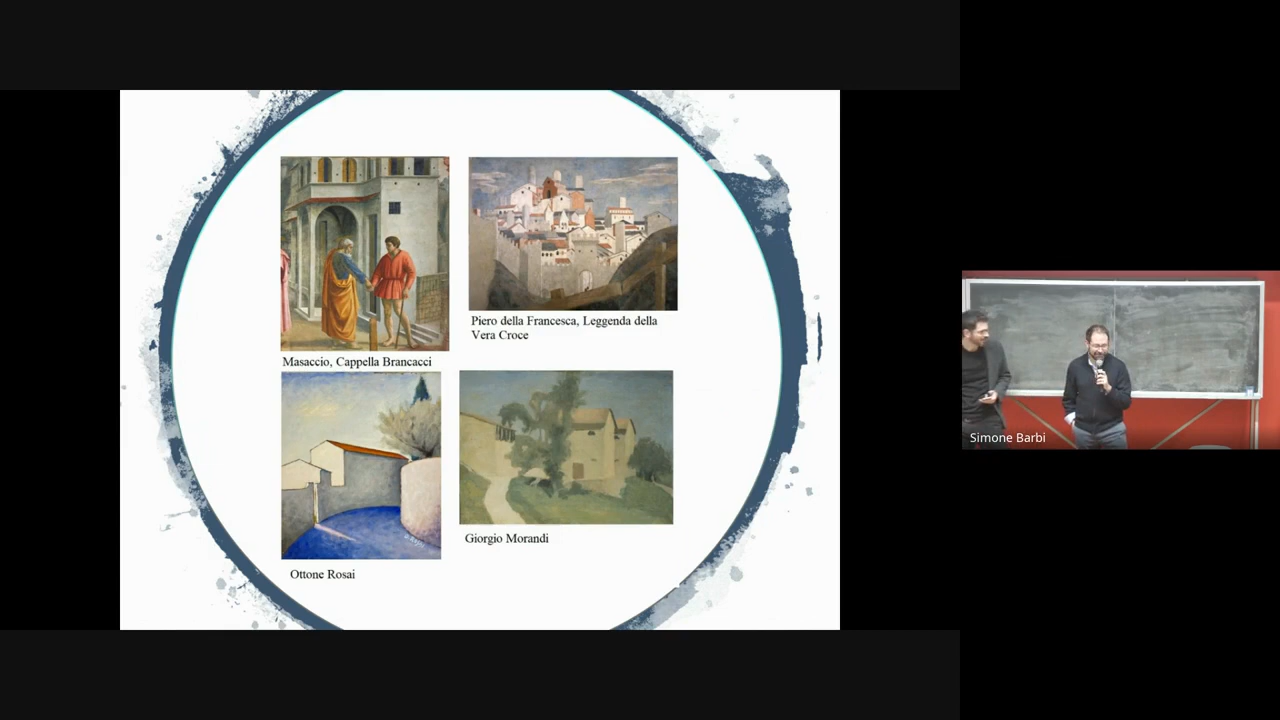 Piero della Francesca, Leggenda della
Vera Croce
Masaccio, Cappella Brancacci
Giorgio Morandi
Ottone Rosai
Simone Barbi